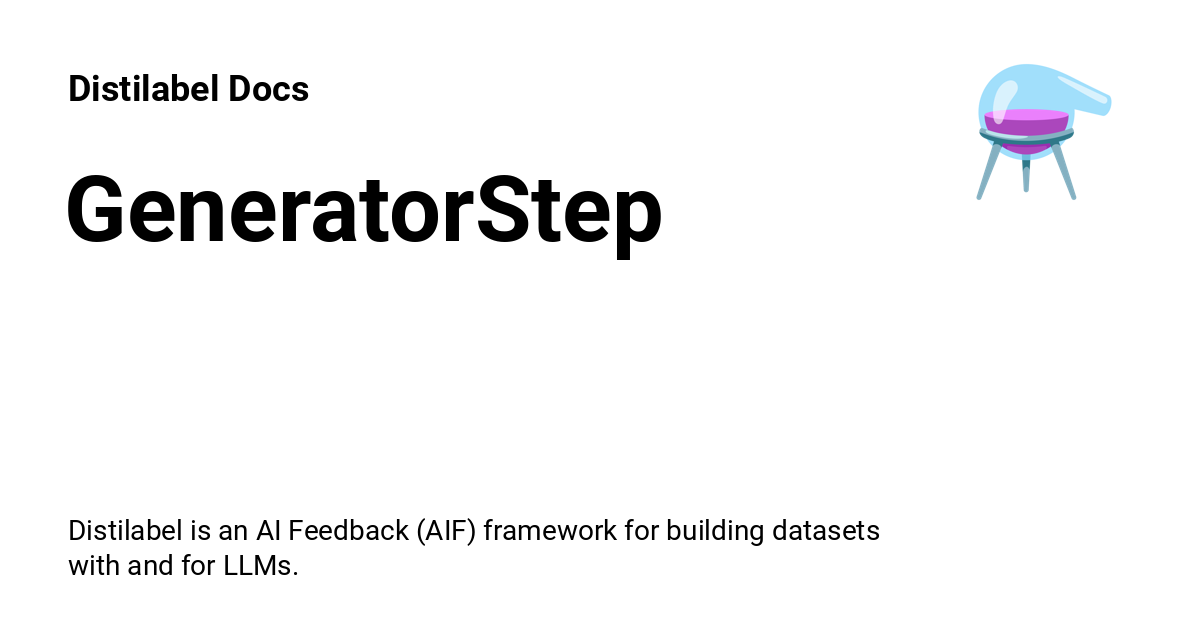 Distilabel Docs
GeneratorStep
Distilabel is an AI Feedback (AIF) framework for building datasets
with and for LLMs.